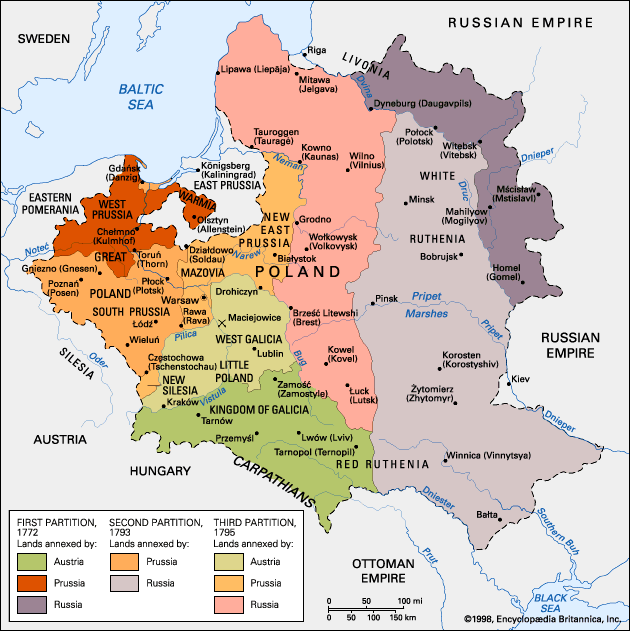 RUSSIAN EMPIRE
SWEDEN
Riga
LIVONIA
Lipawa (Liepāja)
Mitawa
(Jelgava)
BALTIC
SEA
Dvina
Dyneburg (Daugavpils)
Tauroggen
(Tauragė)
Połock
(Polotsk)
Witebsk
(Vitebsk)
Dnieper
Kowno
(Kaunas)
Wilno
(Vilnius)
Neman
Gdańsk
(Danzig)
Königsberg
(Kaliningrad)
EAST PRUSSIA
WHITE
Druc
Mścisław
(Mstislavl)
EASTERN
POMERANIA
WEST
PRUSSIA
WARMIA
Minsk
Mahilyow
(Mogilyov)
Olsztyn
(Allenstein)
NEW
EAST
PRUSSIA
Grodno
Chełmno
(Kulmhof)
RUTHENIA
Wołkowysk
(Volkovysk)
Bobrujsk
Noteć
GREAT
Toruń
(Thorn)
Działdowo
(Soldau)
Narew
Białystok
Homel
(Gomel)
Gniezno (Gnesen)
MAZOVIA
POLAND
Poznań
(Posen)
POLAND
Płock
(Plotsk)
Drohiczyn
Warsaw
Pinsk
Pripet
Marshes
SOUTH PRUSSIA
Łódź
Rawa
(Rava)
Maciejowice
Brześć Litewshi
(Brest)
Pripet
RUSSIAN
EMPIRE
Wieluń
Pilica
WEST GALICIA
Lublin
Bug
Kowel
(Kovel)
Korosten
(Korostyshiv)
SILESIA
Oder
Częstochowa
(Tschenstochau)
LITTLE
POLAND
Kiev
NEW
SILESIA
Zamość
(Zamostyle)
Łuck
(Lutsk)
Żytomierz
(Zhytomyr)
Kraków
Vistula
KINGDOM OF GALICIA
Dnieper
Tarnów
AUSTRIA
Przemyśl
Lwów (Lviv)
Tarnopol (Ternopil)
Winnica (Vinnytsya)
RED RUTHENIA
HUNGARY
CARPATHIANS
Dniester
Bałta
Southern Buh
Prut
OTTOMAN
EMPIRE
BLACK
SEA
FIRST PARTITION,
1772
Lands annexed by:
Austria
Prussia
Russia
SECOND PARTITION,
1793
Lands annexed by:
Prussia
Russia
THIRD PARTITION,
1795
Lands annexed by:
Austria
Prussia
Russia
0 50 100 mi
0 50 100 150 km
©1998, Encyclopædia Britannica, Inc.